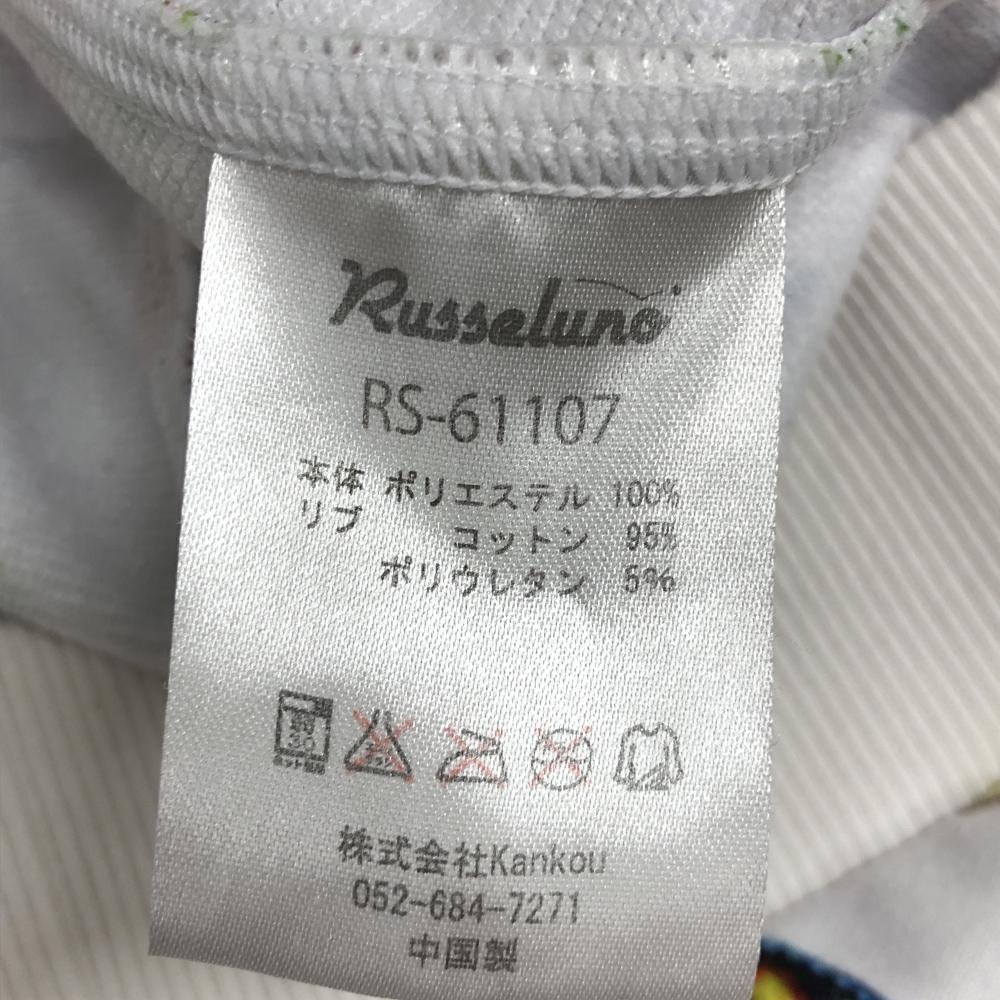 Russeluno
RS-61107
本体 ポリエステル 100%
リブ コットン 95%
ポリウレタン 5%
30
株式会社Kankou
052-684-7271
中国製